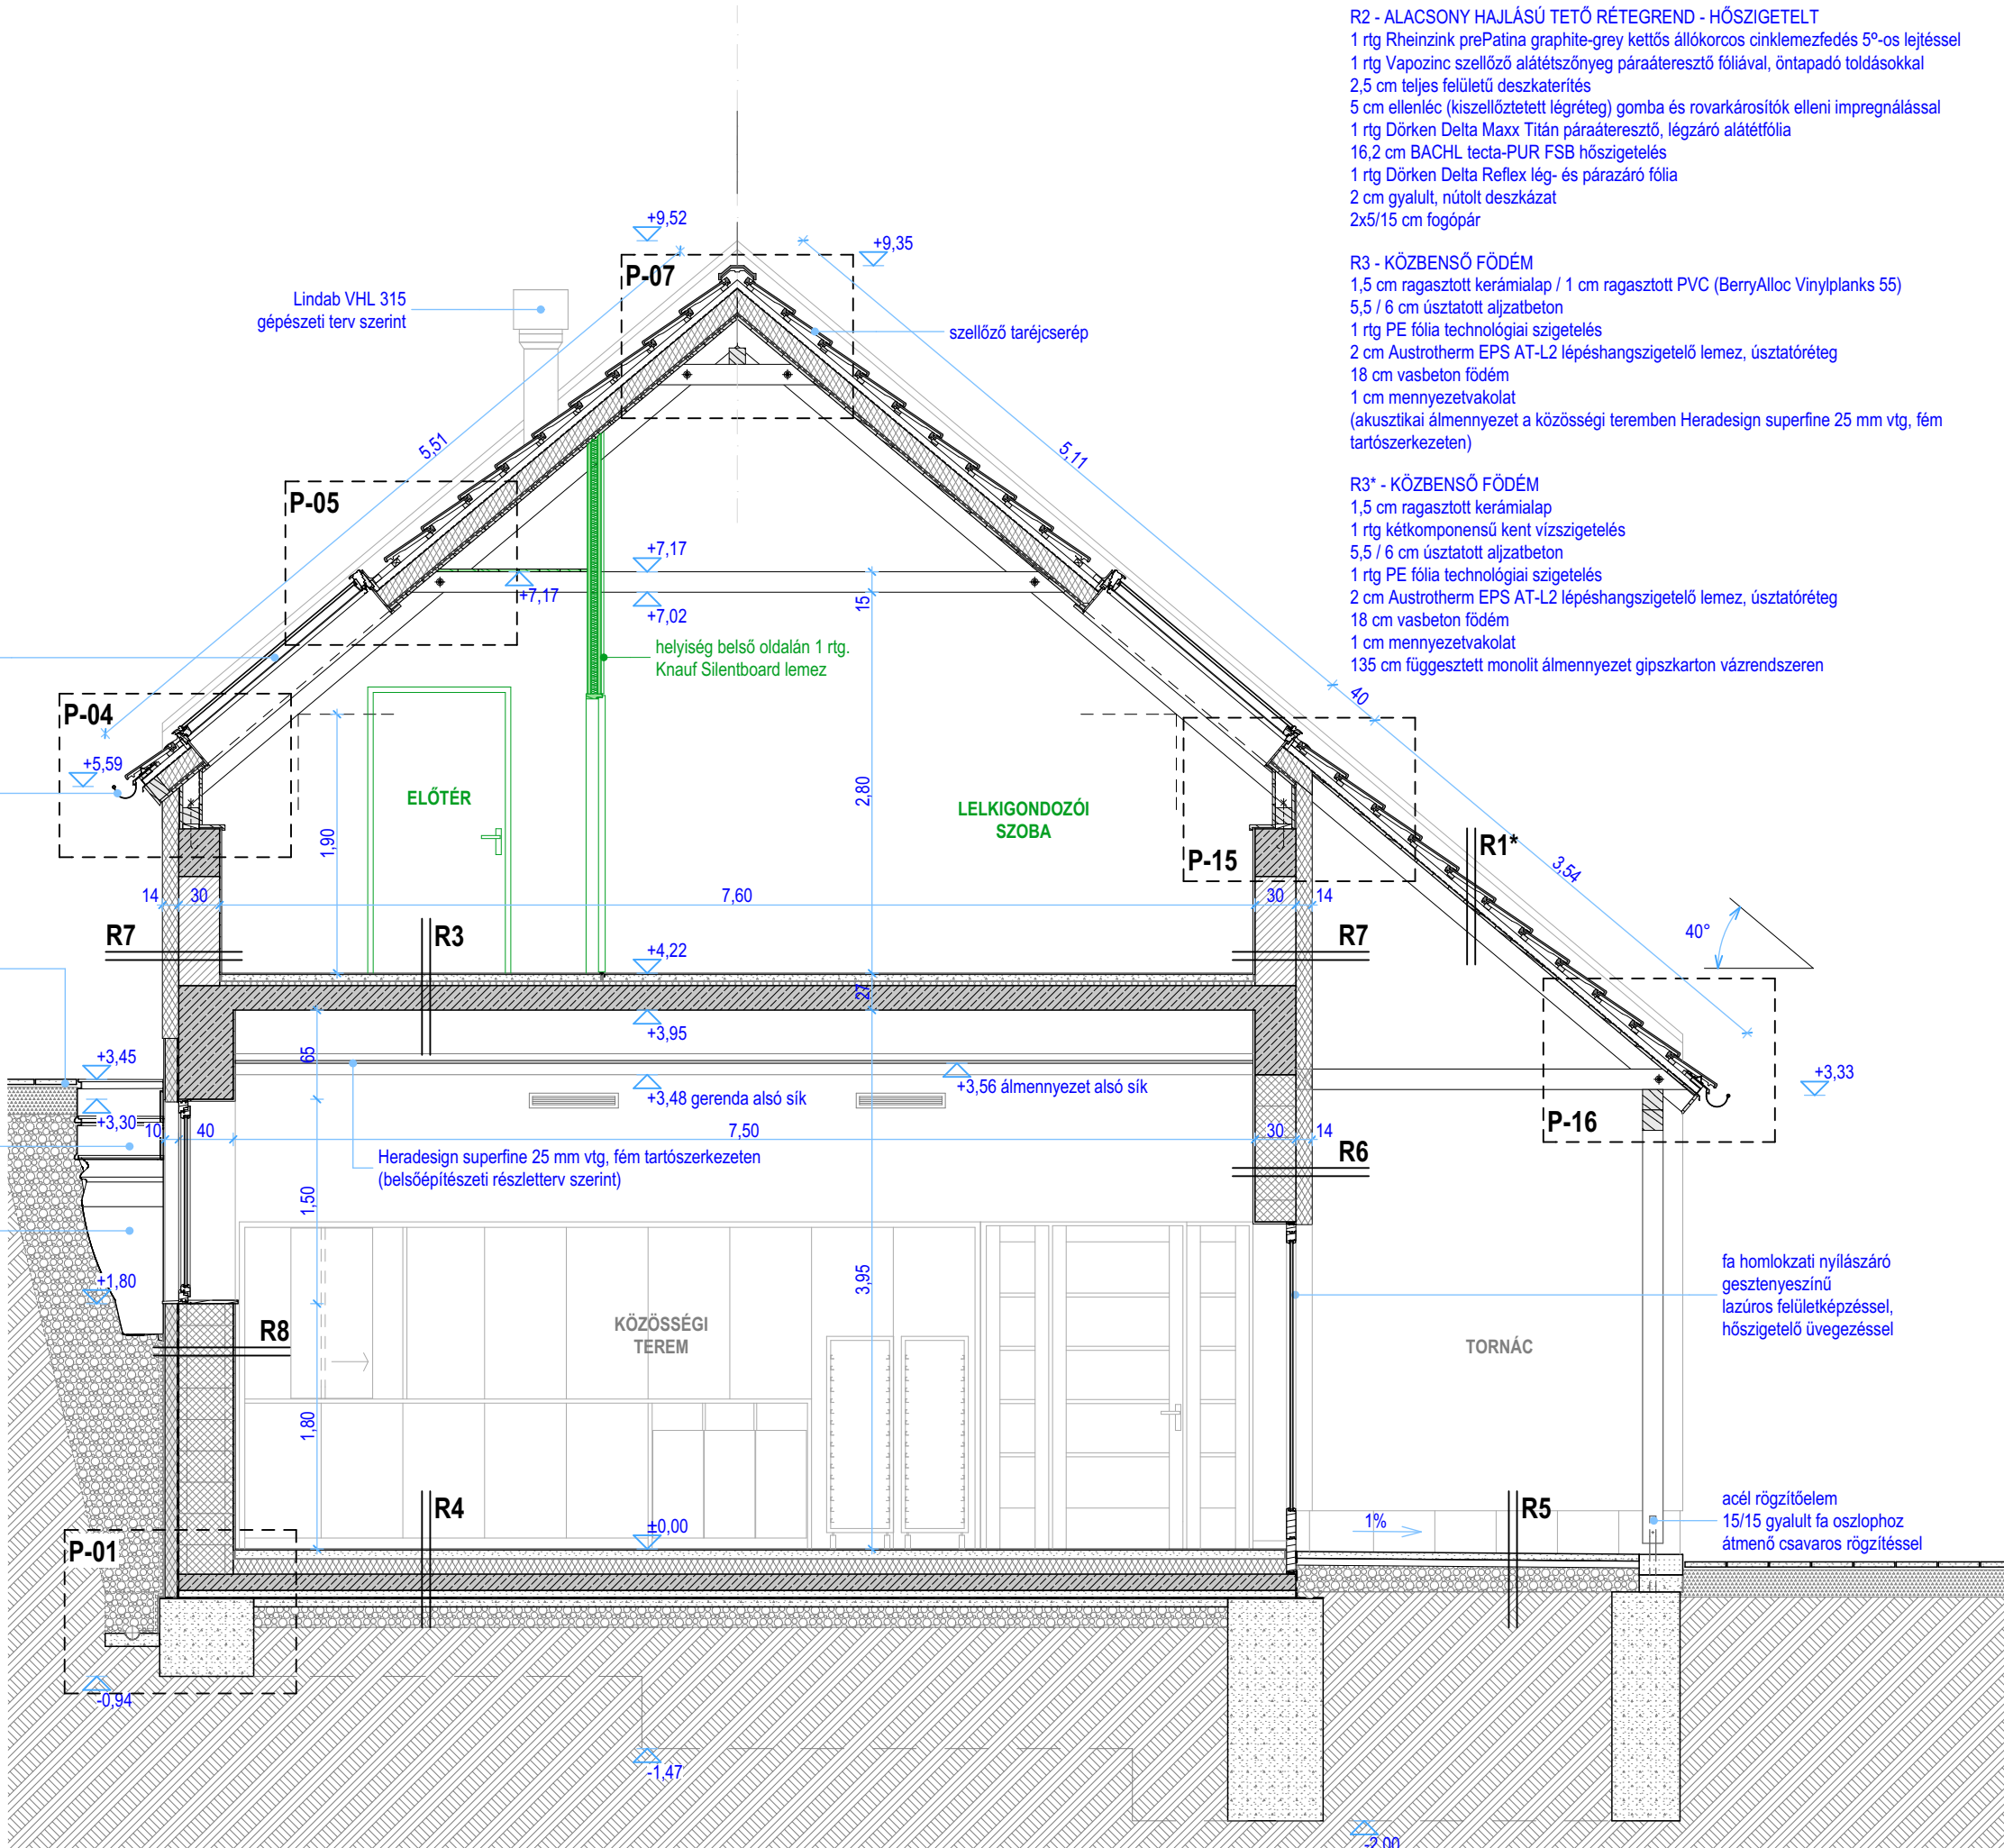 R2 - ALACSONY HAJLÁSÚ TETŐ RÉTEGREND - HŐSZIGETELT
1 rtg Rheinzink prePatina graphite-grey kettős állókorcos cinklemezfedés 5º-os lejtéssel
1 rtg Vapozinc szellőző alátétszőnyeg páraáteresztő fóliával, öntapadó toldásokkal
2,5 cm teljes felületű deszkaterítés
5 cm ellenléc (kiszellőztetett légréteg) gomba és rovarkárosítók elleni impregnálással
1 rtg Dörken Delta Maxx Titán páraáteresztő, légzáró alátétfólia
16,2 cm BACHL tecta-PUR FSB hőszigetelés
1 rtg Dörken Delta Reflex lég- és párazáró fólia
2 cm gyalult, nútolt deszkázat
2x5/15 cm fogópár
R3 - KÖZBENSŐ FÖDÉM
1,5 cm ragasztott kerámialap / 1 cm ragasztott PVC (BerryAlloc Vinylplanks 55)
5,5 / 6 cm úsztatott aljzatbeton
1 rtg PE fólia technológiai szigetelés
2 cm Austrotherm EPS AT-L2 lépéshangszigetelő lemez, úsztatóréteg
18 cm vasbeton födém
1 cm mennyezetvakolat
(akusztikai álmennyezet a közösségi teremben Heradesign superfine 25 mm vtg, fém
tartószerkezeten)
R3* - KÖZBENSŐ FÖDÉM
1,5 cm ragasztott kerámialap
1 rtg kétkomponensű kent vízszigetelés
5,5 / 6 cm úsztatott aljzatbeton
1 rtg PE fólia technológiai szigetelés
2 cm Austrotherm EPS AT-L2 lépéshangszigetelő lemez, úsztatóréteg
18 cm vasbeton födém
1 cm mennyezetvakolat
135 cm függesztett monolit álmennyezet gipszkarton vázrendszeren
+9,52
+9,35
P-07
Lindab VHL 315
gépészeti terv szerint
szellőző taréjcserép
5,51
5,11
P-05
+7,17
+7,17
+7,02
15
helyiség belső oldalán 1 rtg.
Knauf Silentboard lemez
40
P-04
+5,59
ELŐTÉR
LELKIGONDOZÓI
SZOBA
2,80
1,90
P-15
R1*
3,54
14
30
7,60
30
14
R7
R3
R7
40°
+4,22
27
+3,95
65
+3,45
+3,30
+3,56 álmennyezet alsó sík
+3,48 gerenda alsó sík
+3,33
P-16
10
40
7,50
30
14
R6
Heradesign superfine 25 mm vtg, fém tartószerkezeten
(belsőépítészeti részletterv szerint)
1,50
+1,80
3,95
fa homlokzati nyílászáró
gesztenyeszínű
lazúros felületképzéssel,
hőszigetelő üvegezéssel
R8
KÖZÖSSÉGI
TEREM
TORNÁC
1,80
R4
±0,00
1%
R5
acél rögzítőelem
15/15 gyalult fa oszlophoz
átmenő csavaros rögzítéssel
P-01
-0,94
-1,47
-2,00